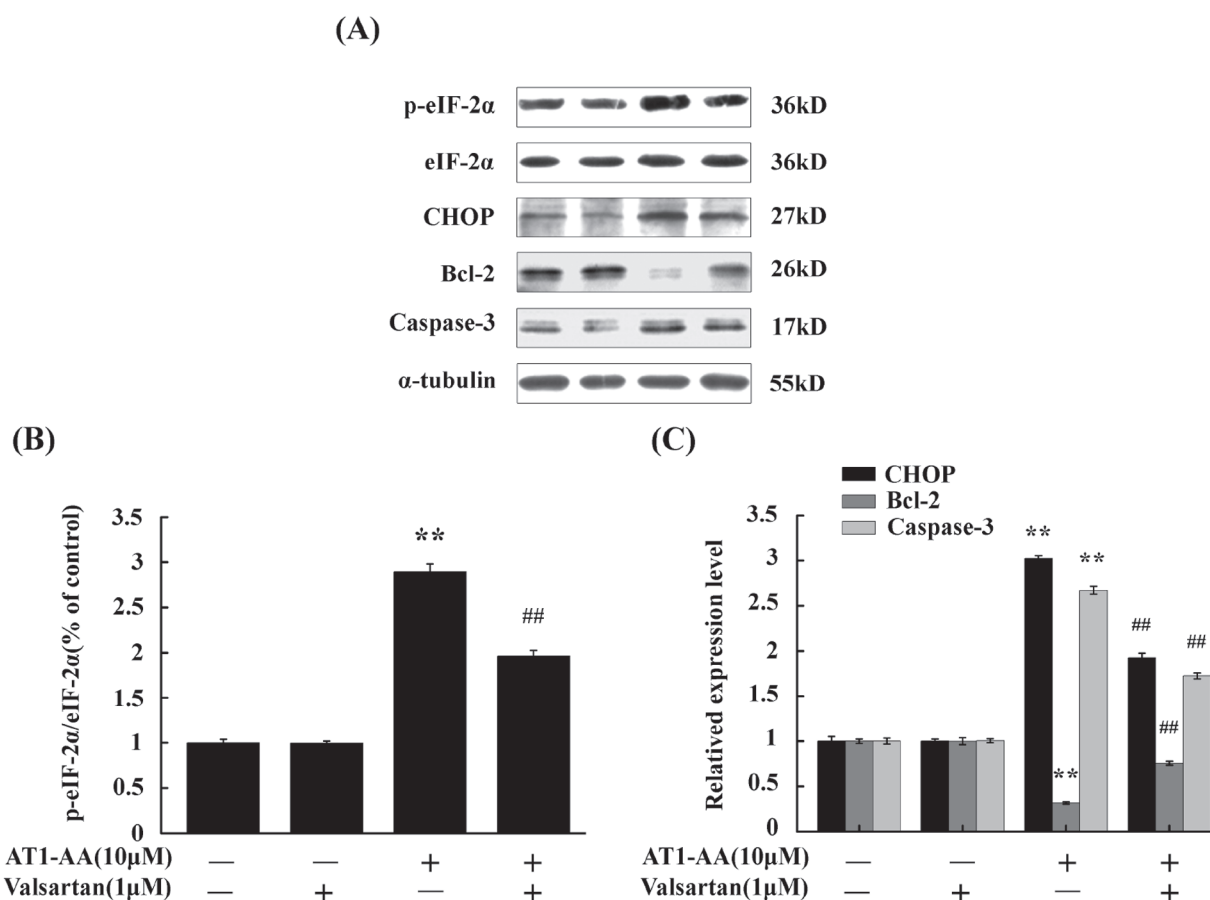 (A)
p-eIF-2α 36kD
eIF-2α 36kD
CHOP 27kD
Bcl-2 26kD
Caspase-3 17kD
α-tubulin 55kD
(B)
p-eIF-2α/eIF-2α(% of control)
3.5
3
2.5
2
1.5
1
0.5
0
**
##
AT1-AA(10μM) — — + +
Valsartan(1μM) — + — +
(C)
CHOP
Bcl-2
Caspase-3
Relatived expression level
3.5
3
2.5
2
1.5
1
0.5
0
** ** **
## ## ##
AT1-AA(10μM) — — + +
Valsartan(1μM) — + — +